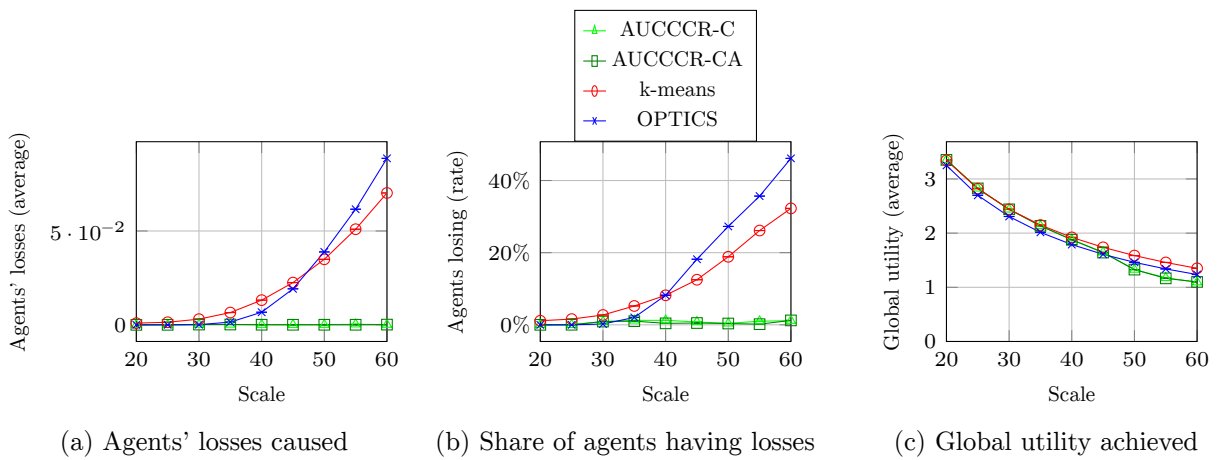 AUCCCR-C
AUCCCR-CA
k-means
OPTICS
Agents' losses (average)
5 · 10⁻²
0
20 30 40 50 60
Scale
(a) Agents' losses caused
Agents losing (rate)
40%
20%
0%
20 30 40 50 60
Scale
(b) Share of agents having losses
Global utility (average)
3
2
1
0
20 30 40 50 60
Scale
(c) Global utility achieved